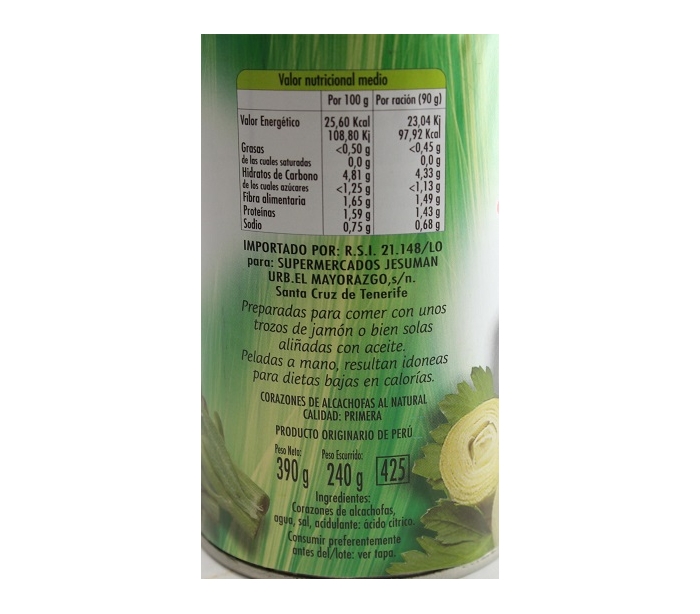 Valor nutricional medio
Por 100 g Por ración (90 g)
Valor Energético 25,60 Kcal 23,04 Kj
108,80 Kj 97,92 Kcal
Grasas <0,50 g <0,45 g
de las cuales saturadas 0,0 g 0,0 g
Hidratos de Carbono 4,81 g 4,33 g
de los cuales azúcares <1,25 g <1,13 g
Fibra alimentaria 1,65 g 1,49 g
Proteínas 1,59 g 1,43 g
Sodio 0,75 g 0,68 g
IMPORTADO POR: R.S.I. 21.148/LO
para: SUPERMERCADOS JESUMAN
URB.EL MAYORAZGO,s/n.
Santa Cruz de Tenerife
Preparadas para comer con unos
trozos de jamón o bien solas
aliñadas con aceite.
Peladas a mano, resultan idoneas
para dietas bajas en calorías.
CORAZONES DE ALCACHOFAS AL NATURAL
CALIDAD: PRIMERA
PRODUCTO ORIGINARIO DE PERÚ
Peso Neto: Peso Escurrido:
390 g 240 g 425
Ingredientes:
Corazones de alcachofas,
agua, sal, acidulante: ácido cítrico.
Consumir preferentemente
antes del/lote: ver tapa.